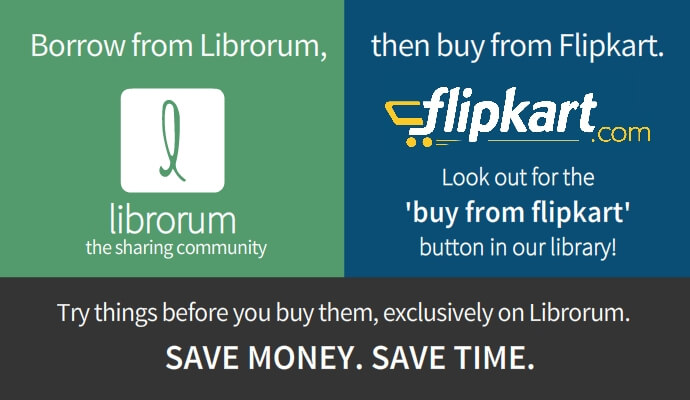 Borrow from Librorum,
l
librorum
the sharing community
then buy from Flipkart.
flipkart.com
Look out for the
'buy from flipkart'
button in our library!
Try things before you buy them, exclusively on Librorum.
SAVE MONEY. SAVE TIME.